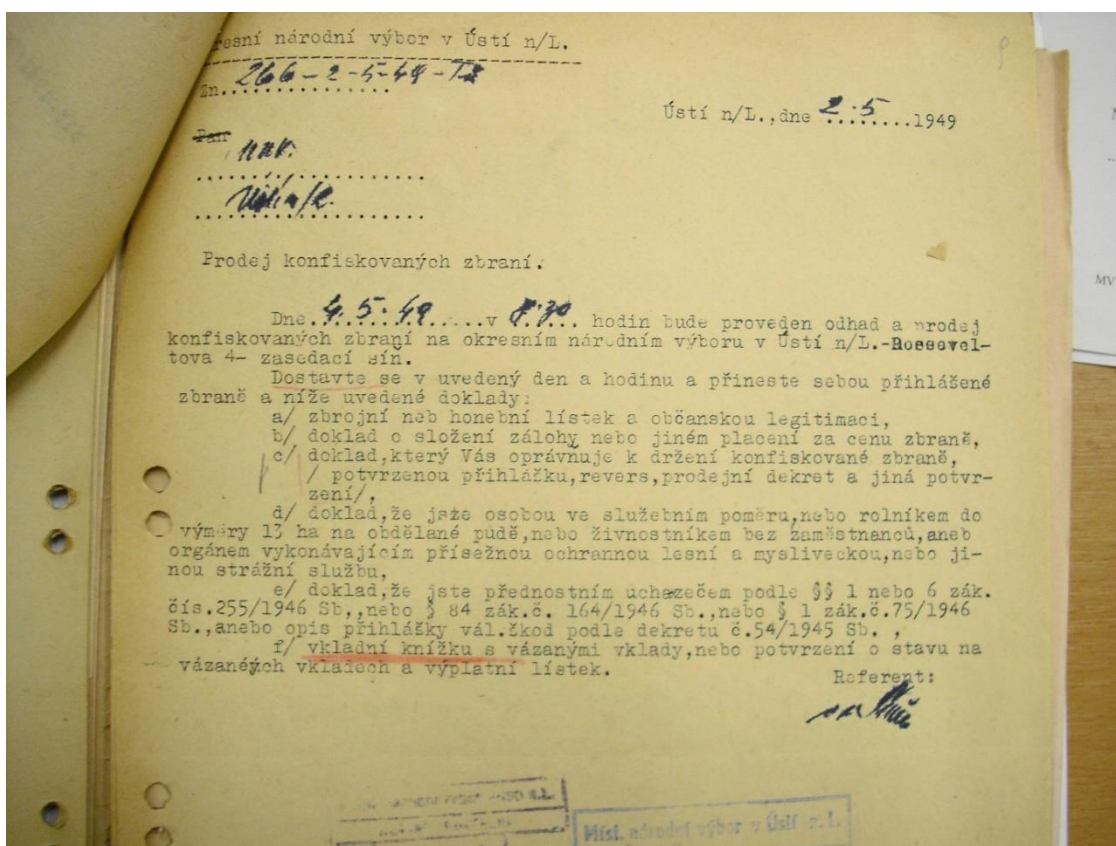 resní národní výbor v Ústí n/L.
Zn. 266-2-5-49-
Ústí n/L.,dne 2.5....1949
Pan
Prodej konfiskovaných zbraní.
Dne 4.5.49.....v 8.30... hodin bude proveden odhad a prodej
konfiskovaných zbraní na okresním národním výboru v Ústí n/L.-Roosevel-
tova 4- zasedací síň.
Dostavte se v uvedený den a hodinu a přineste sebou přihlášené
zbraně a níže uvedené doklady:
a/ zbrojní neb honební lístek a občanskou legitimaci,
b/ doklad o složení zálohy nebo jiném placení za cenu zbraně,
c/ doklad,který Vás oprávnuje k držení konfiskované zbraně,
/ potvrzenou přihlášku,revers,prodejní dekret a jiná potvr-
zení/,
d/ doklad,že jste osobou ve služebním poměru,nebo rolníkem do
výměry 13 ha na obdělané půdě,nebo živnostníkem bez zaměstnanců,aneb
orgánem vykonávajícím přísežnou ochrannou lesní a mysliveckou,nebo ji-
nou strážní službu,
e/ doklad,že jste přednostním uchazečem podle §§ 1 nebo 6 zák.
čís.255/1946 Sb.,nebo § 84 zák.č. 164/1946 Sb.,nebo § 1 zák.č.75/1946
Sb.,anebo opis přihlášky vál.škod podle dekretu č.54/1945 Sb. ,
f/ vkladní knížku s vázanými vklady,nebo potvrzení o stavu na
vázanéých vkladech a výplatní lístek.
Referent:
Míst. národní výbor v Ústí n. L.
MV